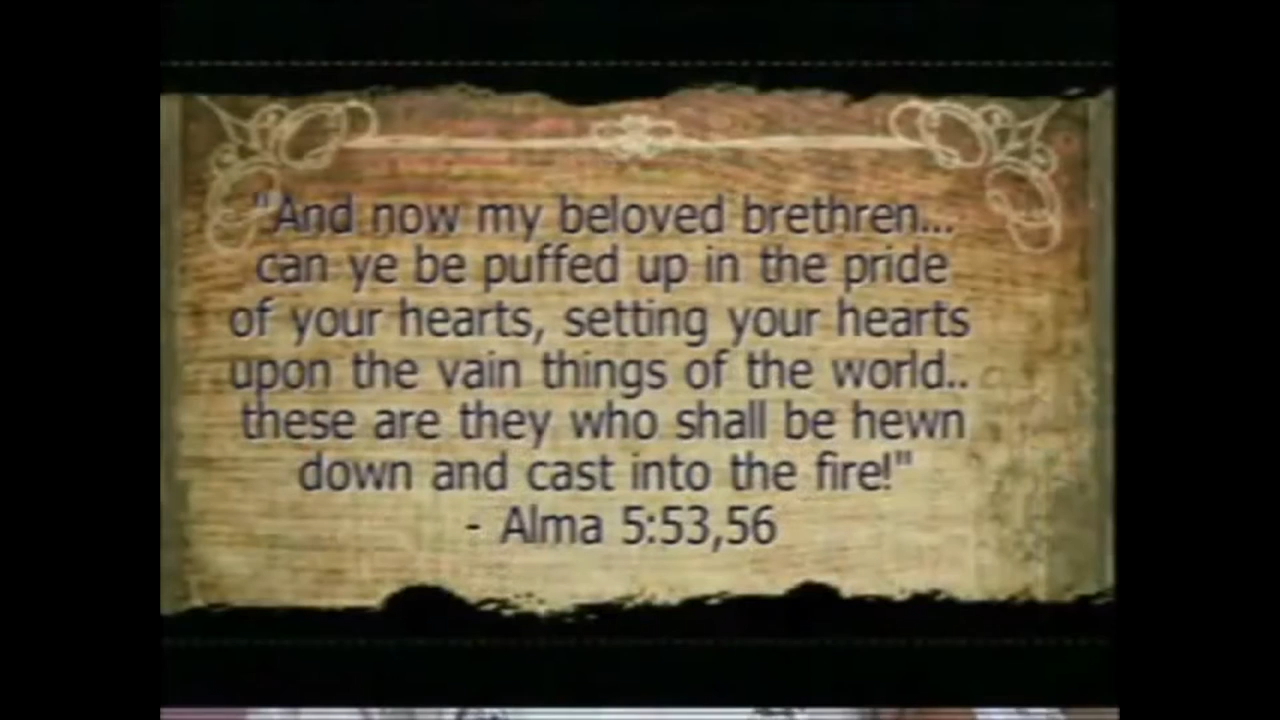 "And now my beloved brethren...
can ye be puffed up in the pride
of your hearts, setting your hearts
upon the vain things of the world..
these are they who shall be hewn
down and cast into the fire!"
- Alma 5:53,56